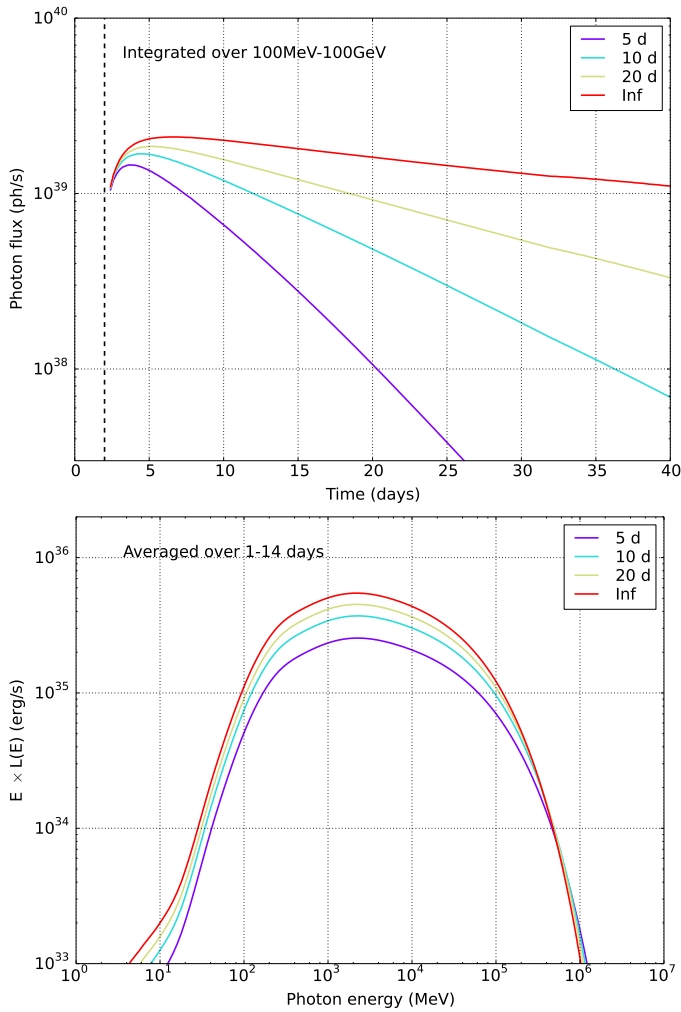 10^40
Integrated over 100MeV-100GeV
5 d
10 d
20 d
Inf
10^39
Photon flux (ph/s)
10^38
0 5 10 15 20 25 30 35 40
Time (days)
10^36
Averaged over 1-14 days
5 d
10 d
20 d
Inf
10^35
E × L(E) (erg/s)
10^34
10^33
10^0 10^1 10^2 10^3 10^4 10^5 10^6 10^7
Photon energy (MeV)